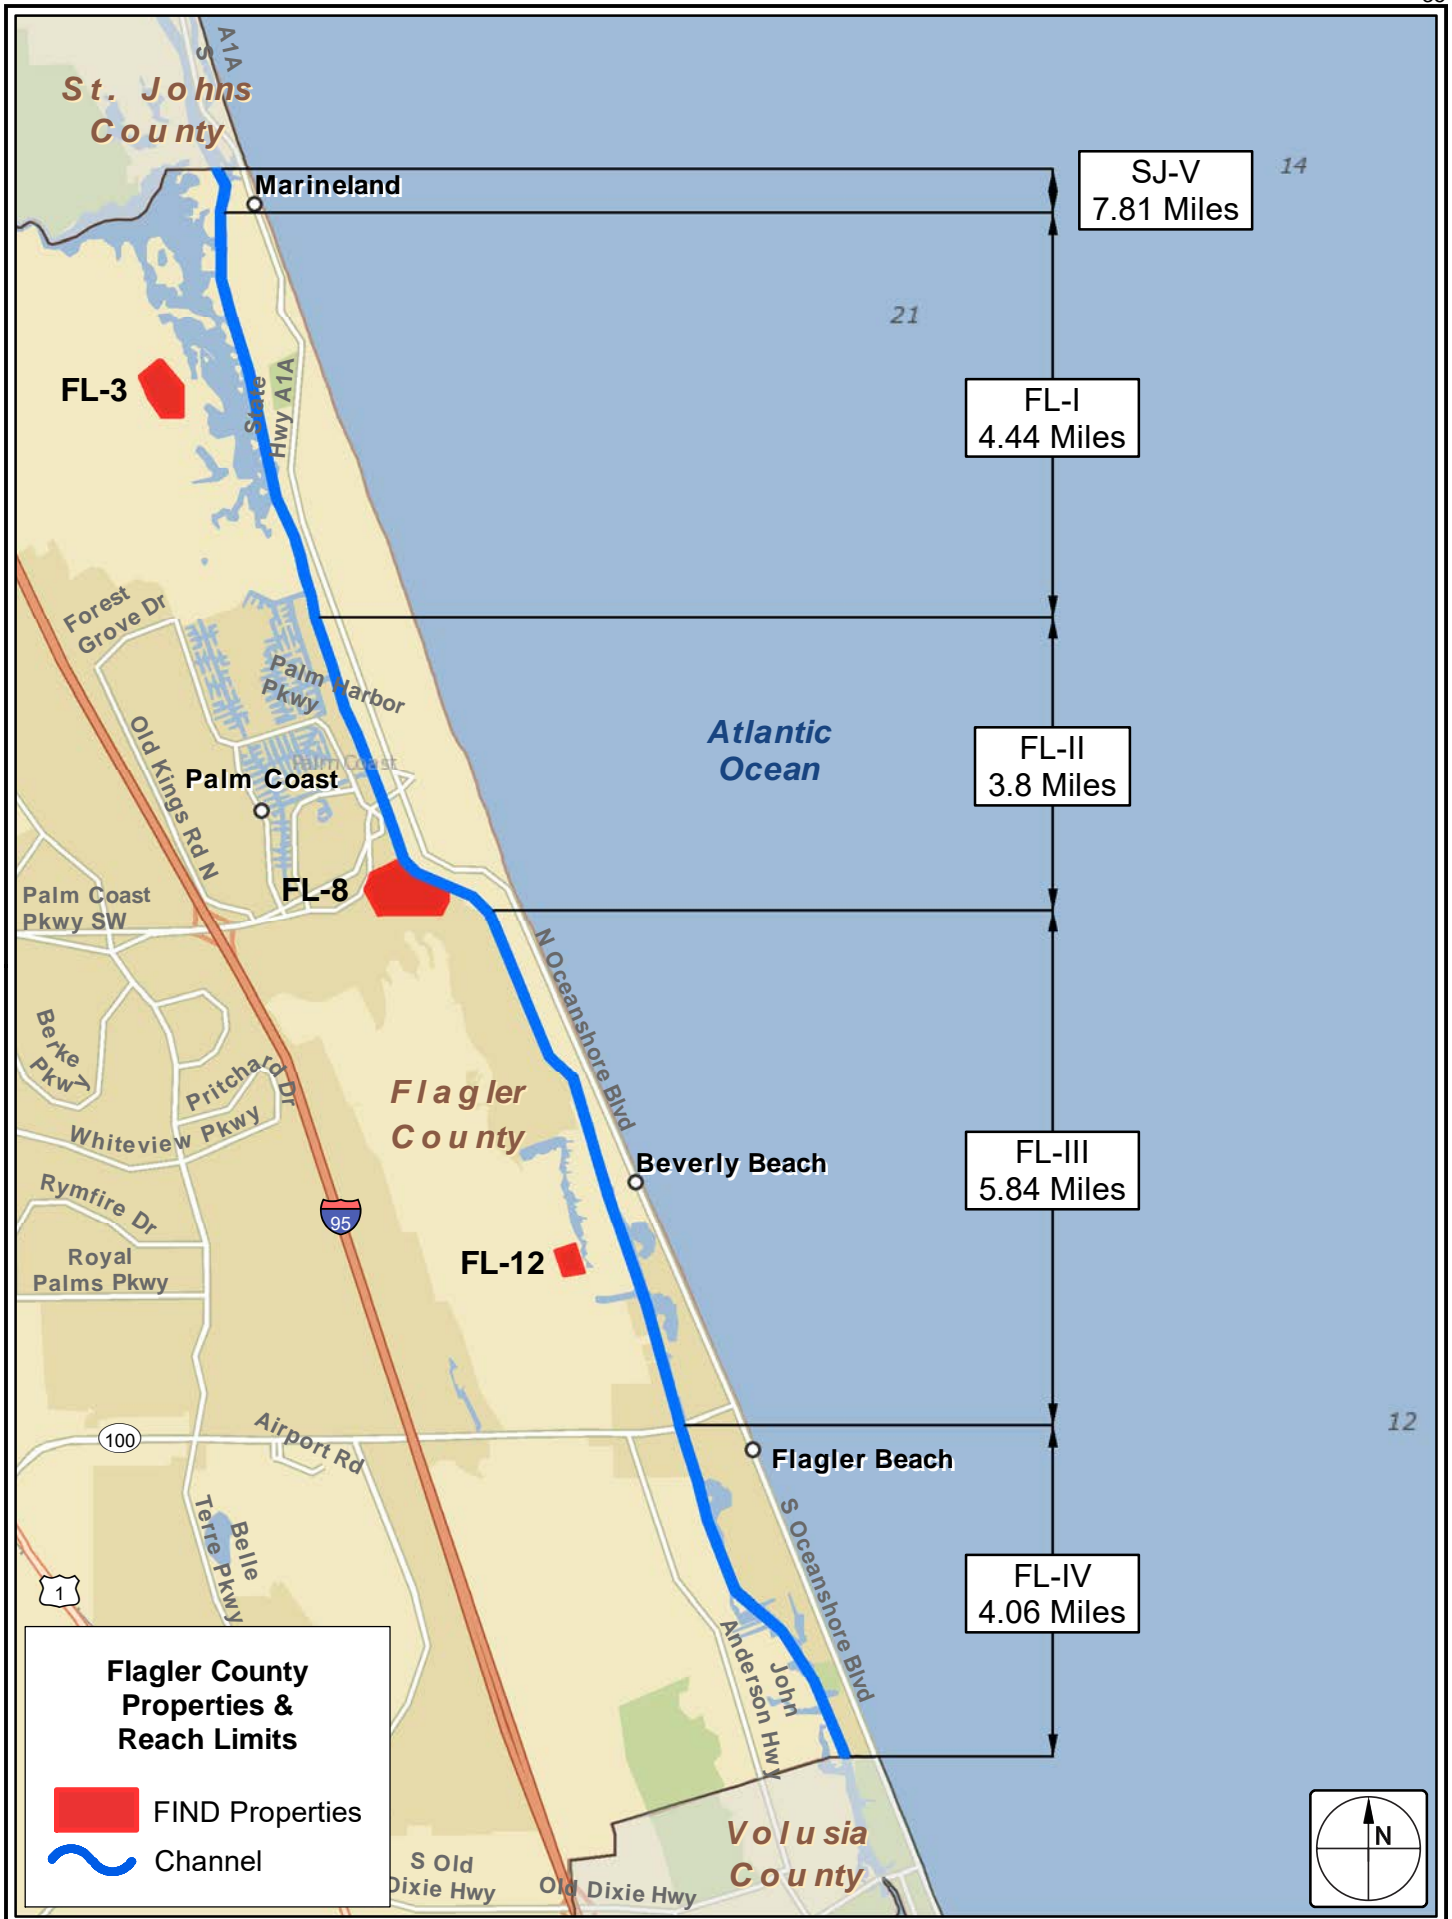 A1A
S
St. Johns
County
Marineland
SJ-V
7.81 Miles
14
21
FL-3
State
Hwy A1A
FL-I
4.44 Miles
Forest
Grove Dr
Palm Harbor
Pkwy
Old Kings Rd N
Palm Coast
Palm Coast
Atlantic
Ocean
FL-II
3.8 Miles
FL-8
Palm Coast
Pkwy SW
N Oceanshore Blvd
Berke
Pkwy
Pritchard Dr
Whiteview Pkwy
Flagler
County
Beverly Beach
FL-III
5.84 Miles
Rymfire Dr
95
Royal
Palms Pkwy
FL-12
100
Airport Rd
Flagler Beach
12
Belle
Terre Pkwy
S Oceanshore Blvd
1
FL-IV
4.06 Miles
John
Anderson Hwy
Flagler County
Properties &
Reach Limits
FIND Properties
Channel
Volusia
County
S Old
Dixie Hwy
Old Dixie Hwy
N